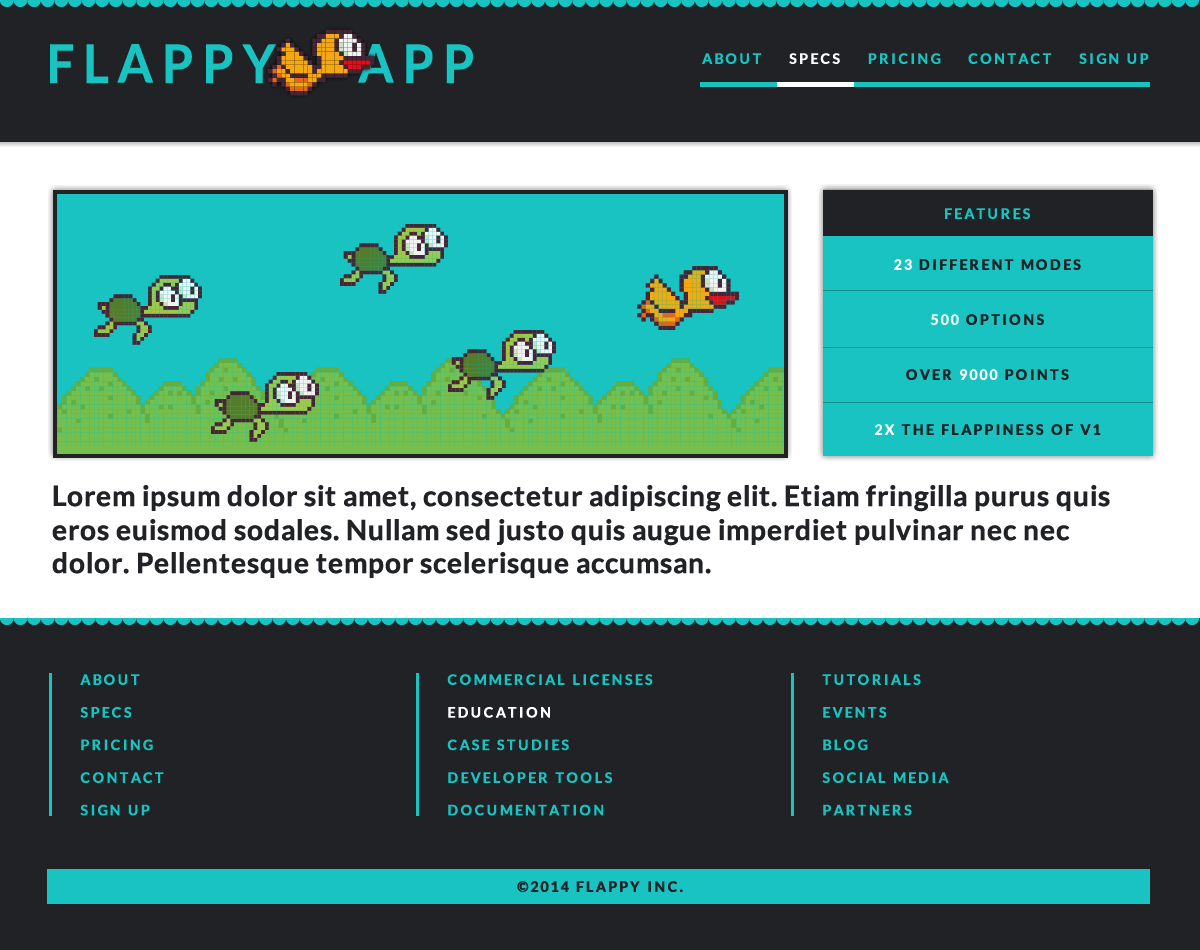 FLAPPY APP
ABOUT SPECS PRICING CONTACT SIGN UP
FEATURES
23 DIFFERENT MODES
500 OPTIONS
OVER 9000 POINTS
2X THE FLAPPINESS OF V1
Lorem ipsum dolor sit amet, consectetur adipiscing elit. Etiam fringilla purus quis
eros euismod sodales. Nullam sed justo quis augue imperdiet pulvinar nec nec
dolor. Pellentesque tempor scelerisque accumsan.
ABOUT
SPECS
PRICING
CONTACT
SIGN UP
COMMERCIAL LICENSES
EDUCATION
CASE STUDIES
DEVELOPER TOOLS
DOCUMENTATION
TUTORIALS
EVENTS
BLOG
SOCIAL MEDIA
PARTNERS
©2014 FLAPPY INC.